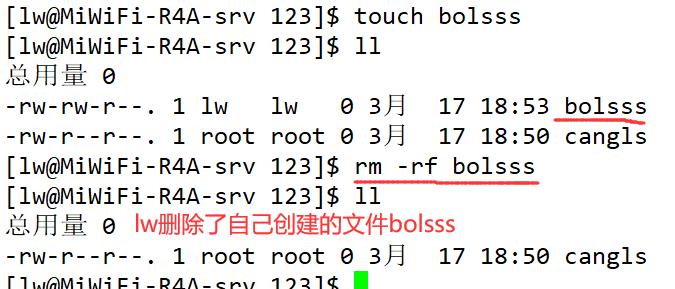 [lw@MiWiFi-R4A-srv 123]$ touch bolsss
[lw@MiWiFi-R4A-srv 123]$ ll
总用量 0
-rw-rw-r--. 1 lw   lw   0 3月  17 18:53 bolsss
-rw-r--r--. 1 root root 0 3月  17 18:50 cangls
[lw@MiWiFi-R4A-srv 123]$ rm -rf bolsss
[lw@MiWiFi-R4A-srv 123]$ ll
总用量 0 lw删除了自己创建的文件bolsss
-rw-r--r--. 1 root root 0 3月  17 18:50 cangls
[lw@MiWiFi-R4A-srv 123]$